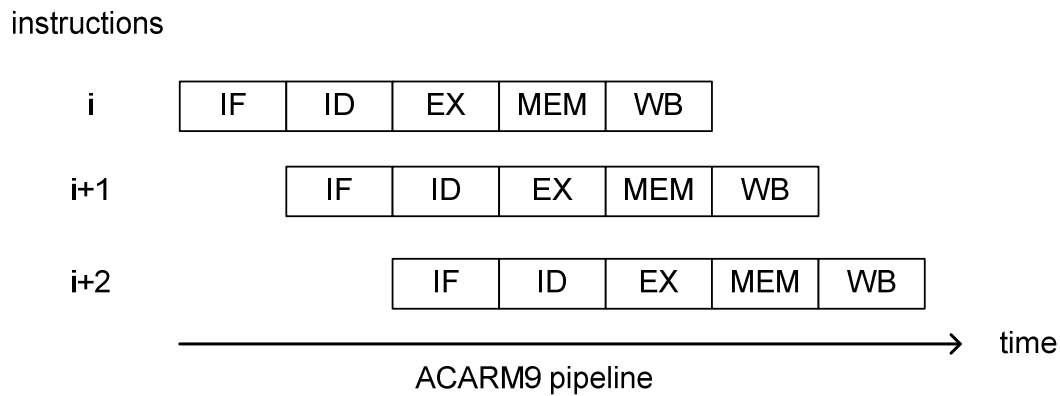 instructions
i IF ID EX MEM WB
i+1 IF ID EX MEM WB
i+2 IF ID EX MEM WB
time
ACARM9 pipeline